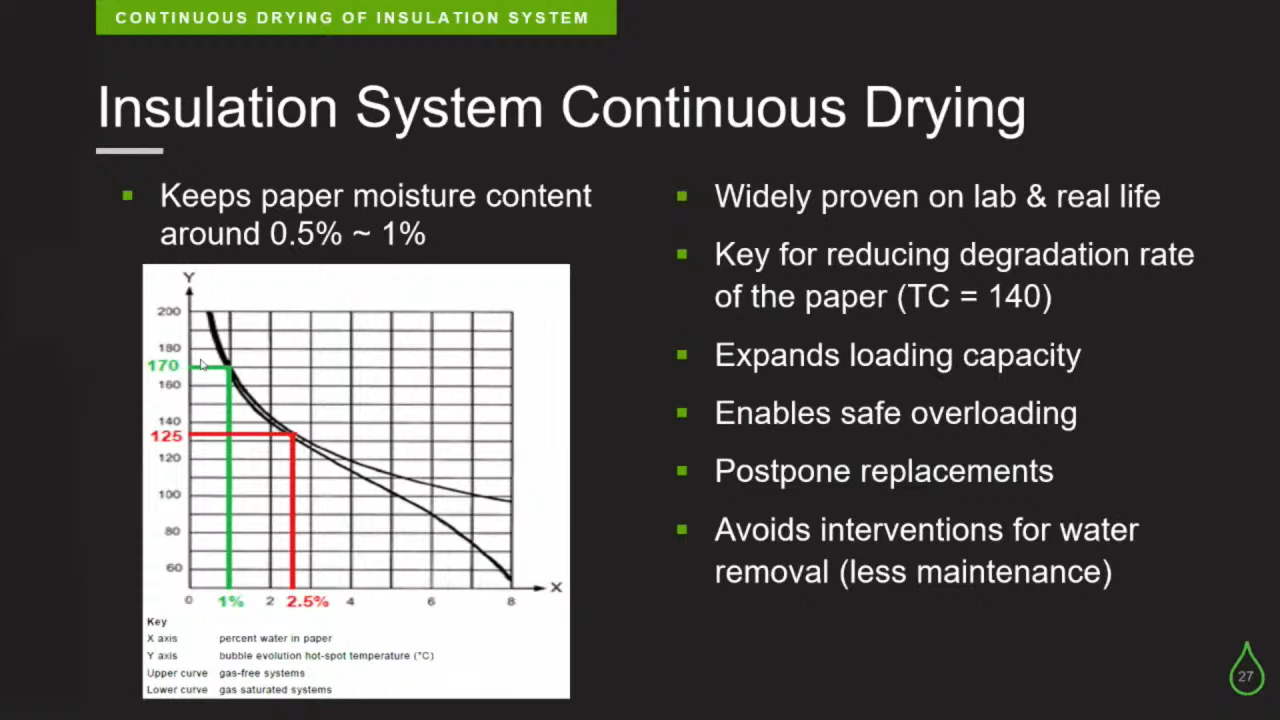 CONTINUOUS DRYING OF INSULATION SYSTEM
Insulation System Continuous Drying
Keeps paper moisture content
around 0.5% ~ 1%
Y
200
180
170
160
140
125
120
100
80
60
X
0 1% 2 2.5% 4 6 8
Key
X axis percent water in paper
Y axis bubble evolution hot-spot temperature (°C)
Upper curve gas-free systems
Lower curve gas saturated systems
Widely proven on lab & real life
Key for reducing degradation rate
of the paper (TC = 140)
Expands loading capacity
Enables safe overloading
Postpone replacements
Avoids interventions for water
removal (less maintenance)
27